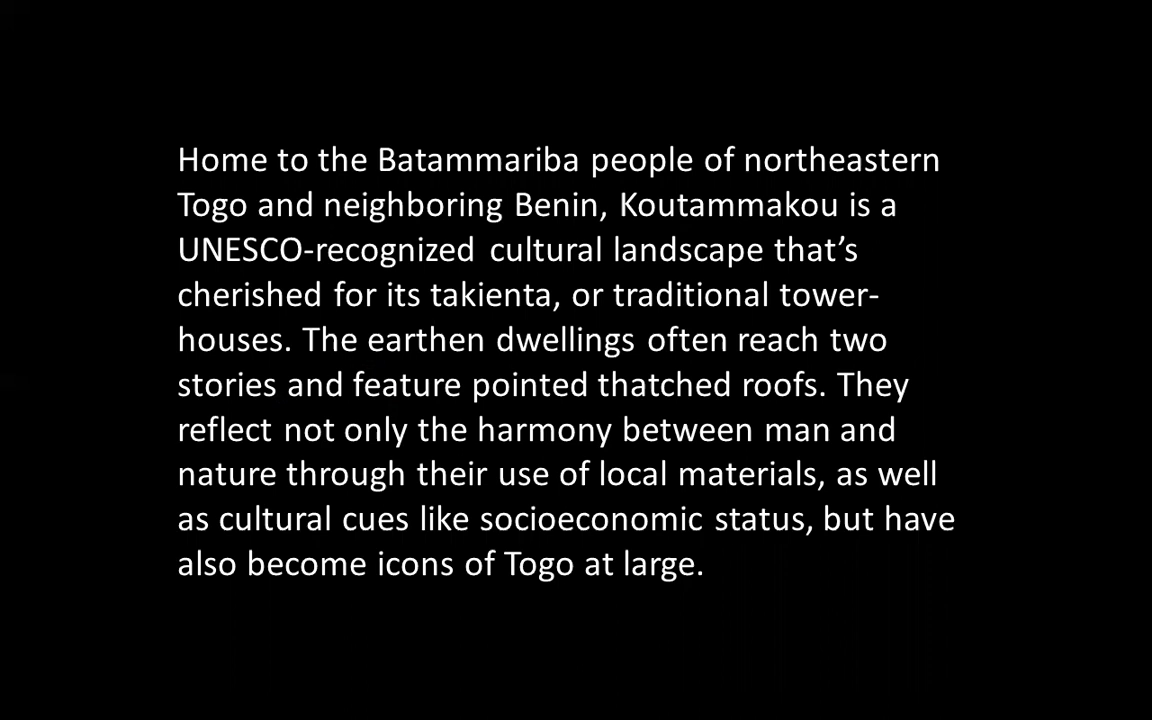 Home to the Batammariba people of northeastern
Togo and neighboring Benin, Koutammakou is a
UNESCO-recognized cultural landscape that’s
cherished for its takienta, or traditional tower-
houses. The earthen dwellings often reach two
stories and feature pointed thatched roofs. They
reflect not only the harmony between man and
nature through their use of local materials, as well
as cultural cues like socioeconomic status, but have
also become icons of Togo at large.